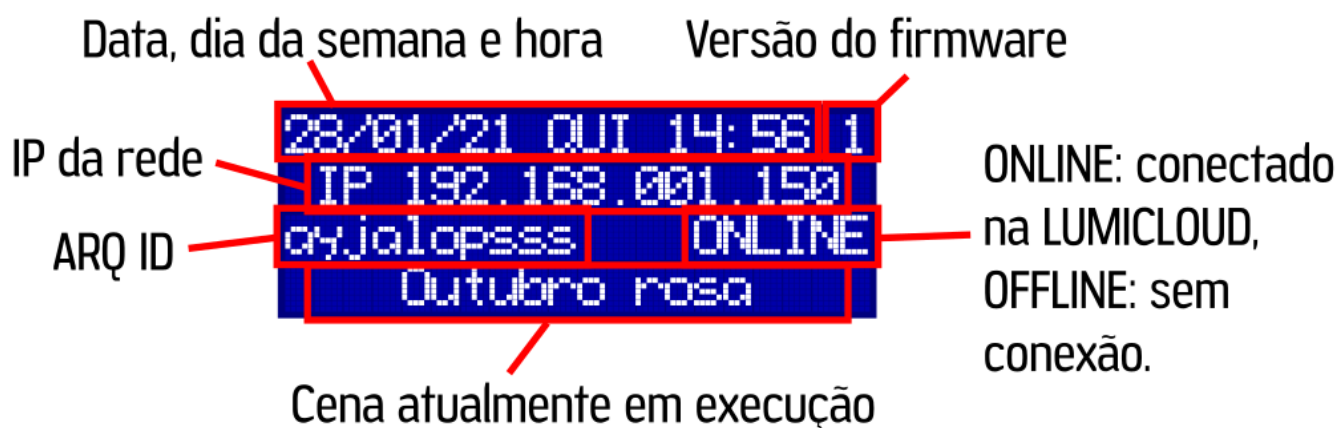 Data, dia da semana e hora
Versão do firmware
28/01/21 QUI 14:56 1
IP da rede
IP 192.168.001.150
ARQ ID
ayjalapsss
ONLINE
ONLINE: conectado
na LUMICLOUD,
OFFLINE: sem
conexão.
Outubro rosa
Cena atualmente em execução